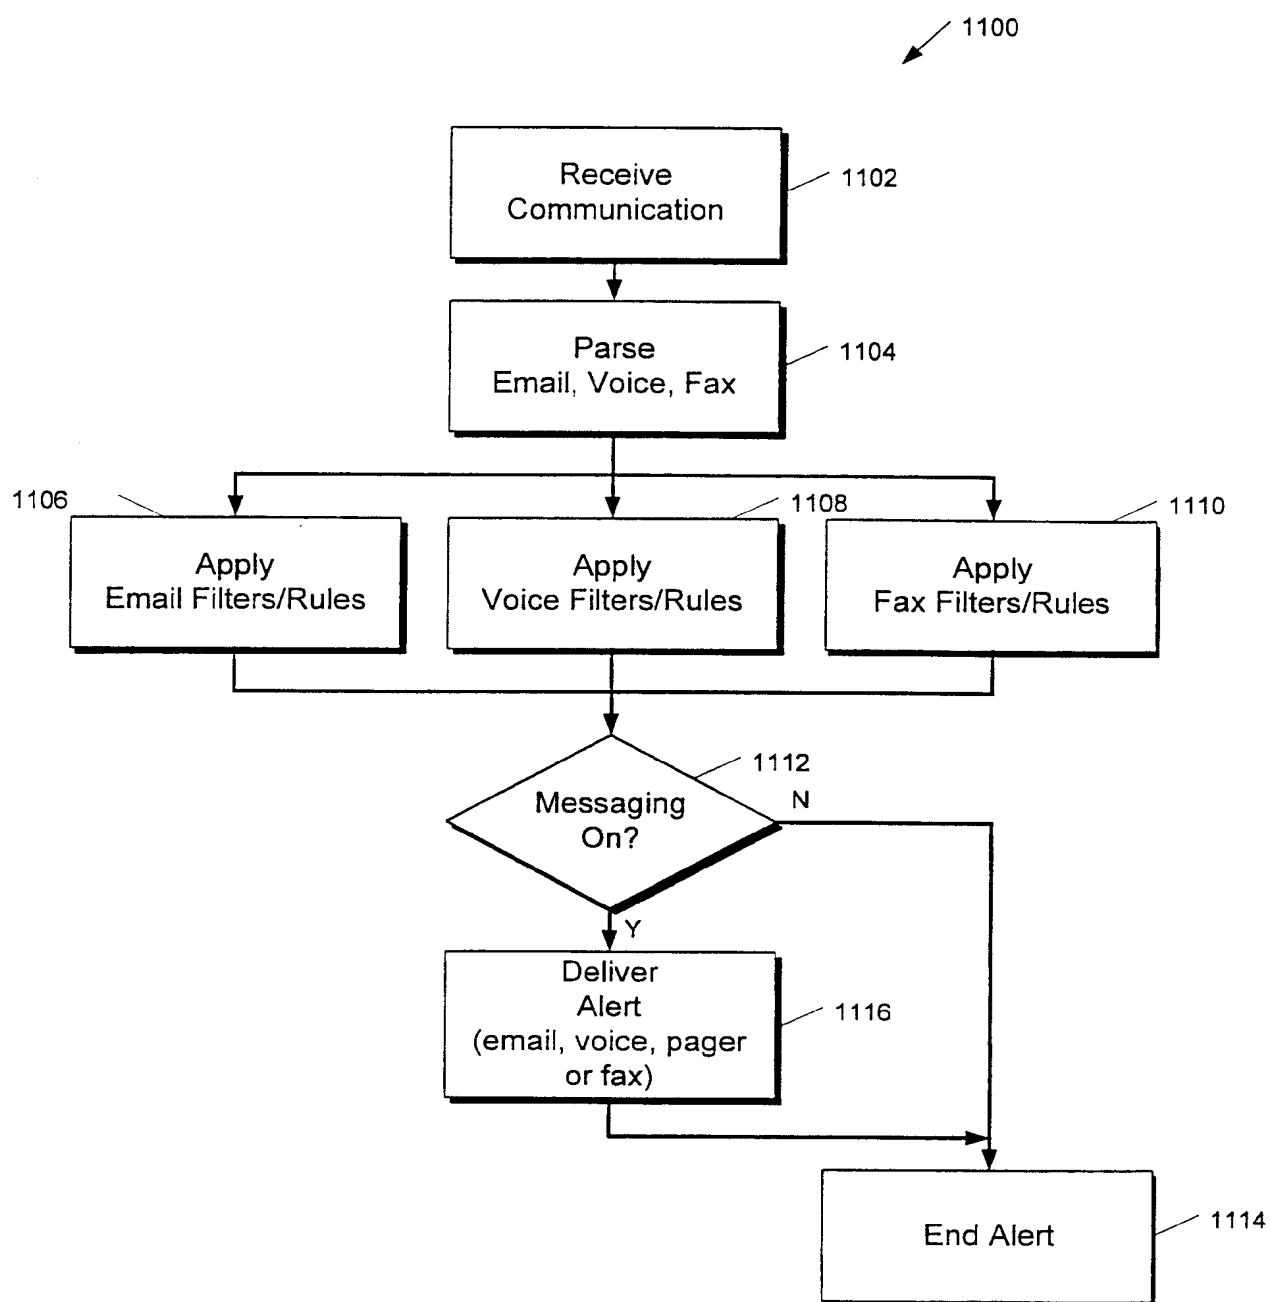 1100
Receive
Communication
1102
Parse
Email, Voice, Fax
1104
1106
Apply
Email Filters/Rules
1108
Apply
Voice Filters/Rules
1110
Apply
Fax Filters/Rules
1112
Messaging
On?
N
Y
Deliver
Alert
(email, voice, pager
or fax)
1116
End Alert
1114